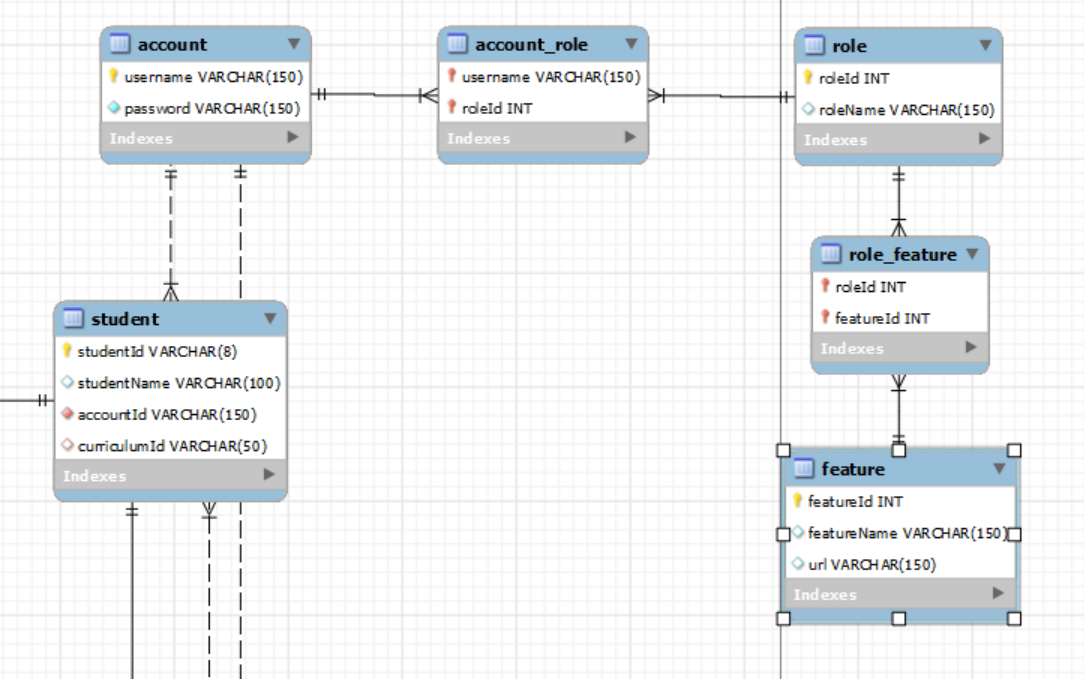 account
username VARCHAR(150)
password VARCHAR(150)
Indexes
account_role
username VARCHAR(150)
roleId INT
Indexes
role
roleId INT
roleName VARCHAR(150)
Indexes
role_feature
roleId INT
featureId INT
Indexes
student
studentId VARCHAR(8)
studentName VARCHAR(100)
accountId VARCHAR(150)
curriculumId VARCHAR(50)
Indexes
feature
featureId INT
featureName VARCHAR(150)
url VARCHAR(150)
Indexes